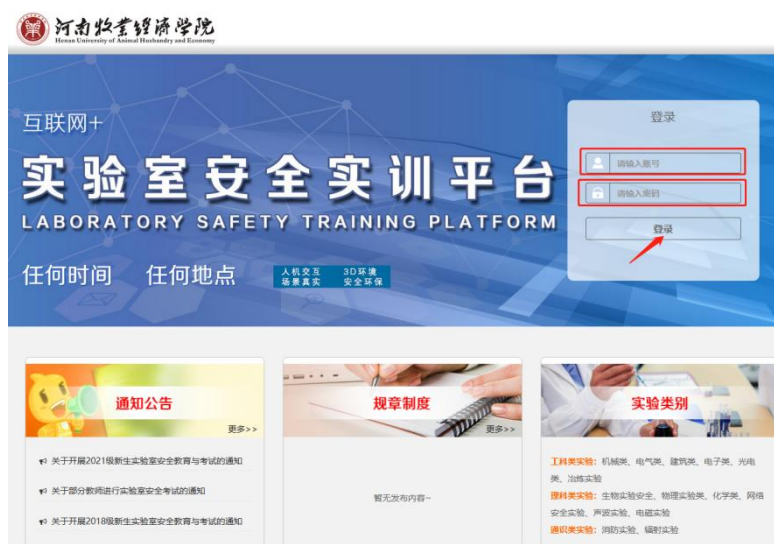 河南牧业经济学院
Henan University of Animal Husbandry and Economy
互联网+
实验室安全实训平台
LABORATORY SAFETY TRAINING PLATFORM
任何时间 任何地点
人机交互 3D环境
场景真实 安全环保
登录
请输入账号
请输入密码
登录
通知公告
更多>>
关于开展2021级新生实验室安全教育与考试的通知
关于部分教师进行实验室安全考试的通知
关于开展2018级新生实验室安全教育与考试的通知
规章制度
更多>>
暂无发布内容~
实验类别
工科类实验：机械类、电气类、建筑类、电子类、光电
类、冶炼实验
理科类实验：生物实验安全、物理实验类、化学类、网络
安全实验、声波实验、电磁实验
通识类实验：消防实验、辐射实验